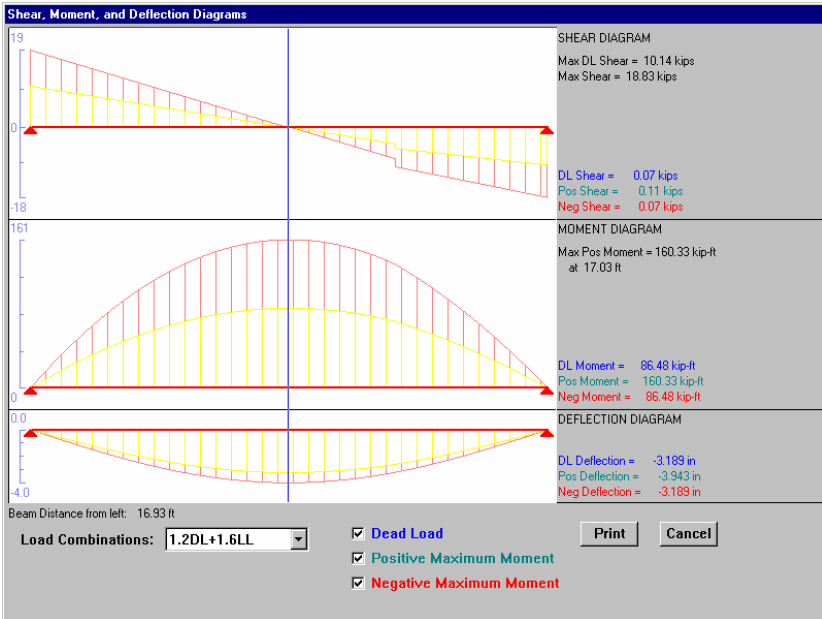 Shear, Moment, and Deflection Diagrams
19
0
-18
SHEAR DIAGRAM
Max DL Shear = 10.14 kips
Max Shear = 18.83 kips
DL Shear = 0.07 kips
Pos Shear = 0.11 kips
Neg Shear = 0.07 kips
161
0
MOMENT DIAGRAM
Max Pos Moment = 160.33 kip-ft
at 17.03 ft
DL Moment = 86.48 kip-ft
Pos Moment = 160.33 kip-ft
Neg Moment = 86.48 kip-ft
0.0
-4.0
DEFLECTION DIAGRAM
DL Deflection = -3.189 in
Pos Deflection = -3.943 in
Neg Deflection = -3.189 in
Beam Distance from left: 16.93 ft
Load Combinations: 1.2DL+1.6LL
Dead Load
Positive Maximum Moment
Negative Maximum Moment
Print Cancel